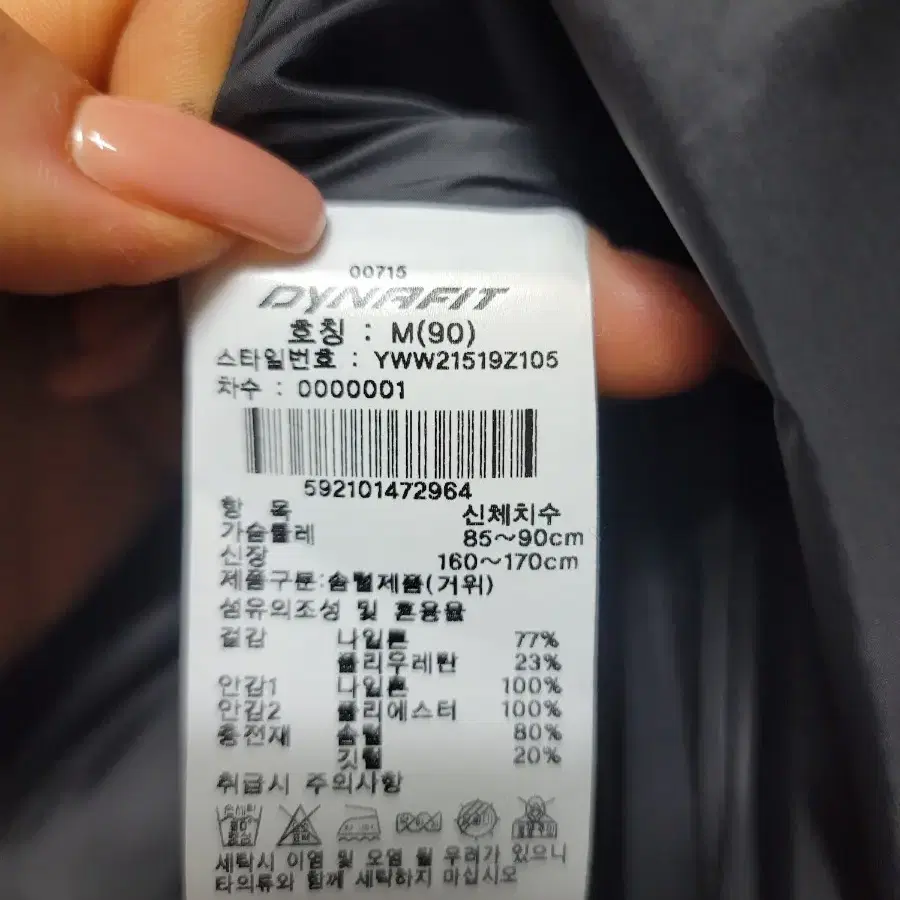 00715
DYNAFIT
호칭 : M(90)
스타일번호 : YWW21519Z105
차수 : 0000001
592101472964
항 목 신체치수
가슴둘레 85~90cm
신장 160~170cm
제품구분:솜털제품(거위)
섬유의조성 및 혼용율
겉감 나일론 77%
폴리우레탄 23%
안감1 나일론 100%
안감2 폴리에스터 100%
충전재 솜털 80%
깃털 20%
취급시 주의사항
세탁시 이염 및 오염 될 우려가 있으니
타의류와 함께 세탁하지 마십시오